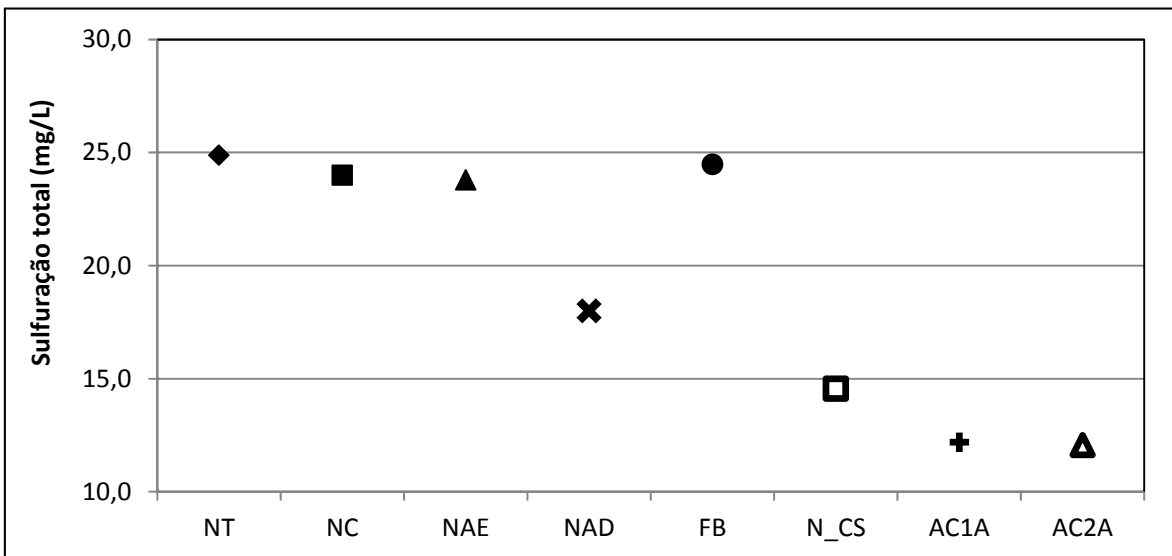 Sulfuração total (mg/L)
30,0
25,0
20,0
15,0
10,0
NT NC NAE NAD FB N_CS AC1A AC2A